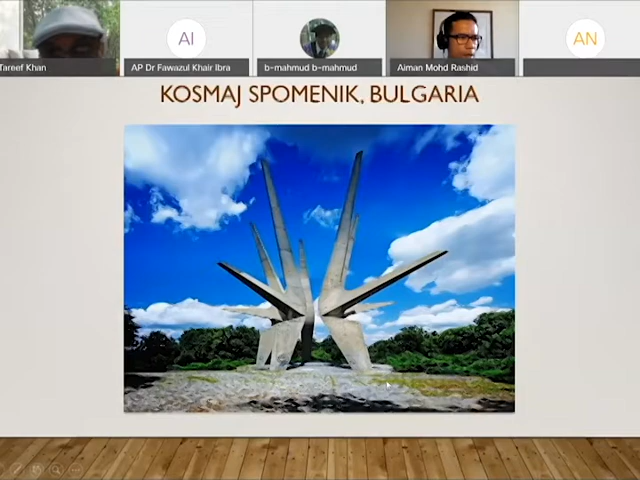 Tareef Khan
AI
AP Dr Fawazul Khair Ibra
b-mahmud b-mahmud
Aiman Mohd Rashid
AN
KOSMAJ SPOMENIK, BULGARIA